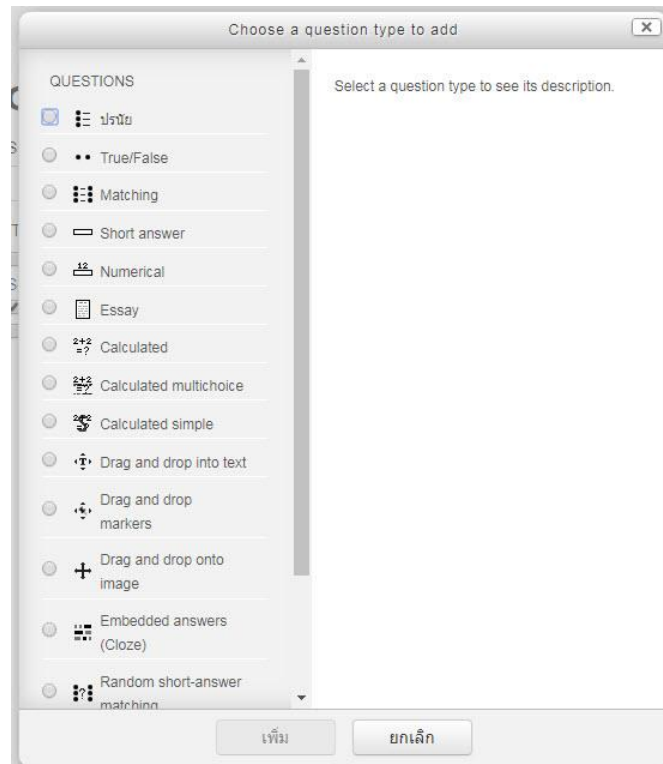 Choose a question type to add
QUESTIONS
Select a question type to see its description.
ปรนัย
True/False
Matching
Short answer
Numerical
Essay
Calculated
Calculated multichoice
Calculated simple
Drag and drop into text
Drag and drop
markers
Drag and drop onto
image
Embedded answers
(Cloze)
Random short-answer
matching
เพิ่ม
ยกเลิก